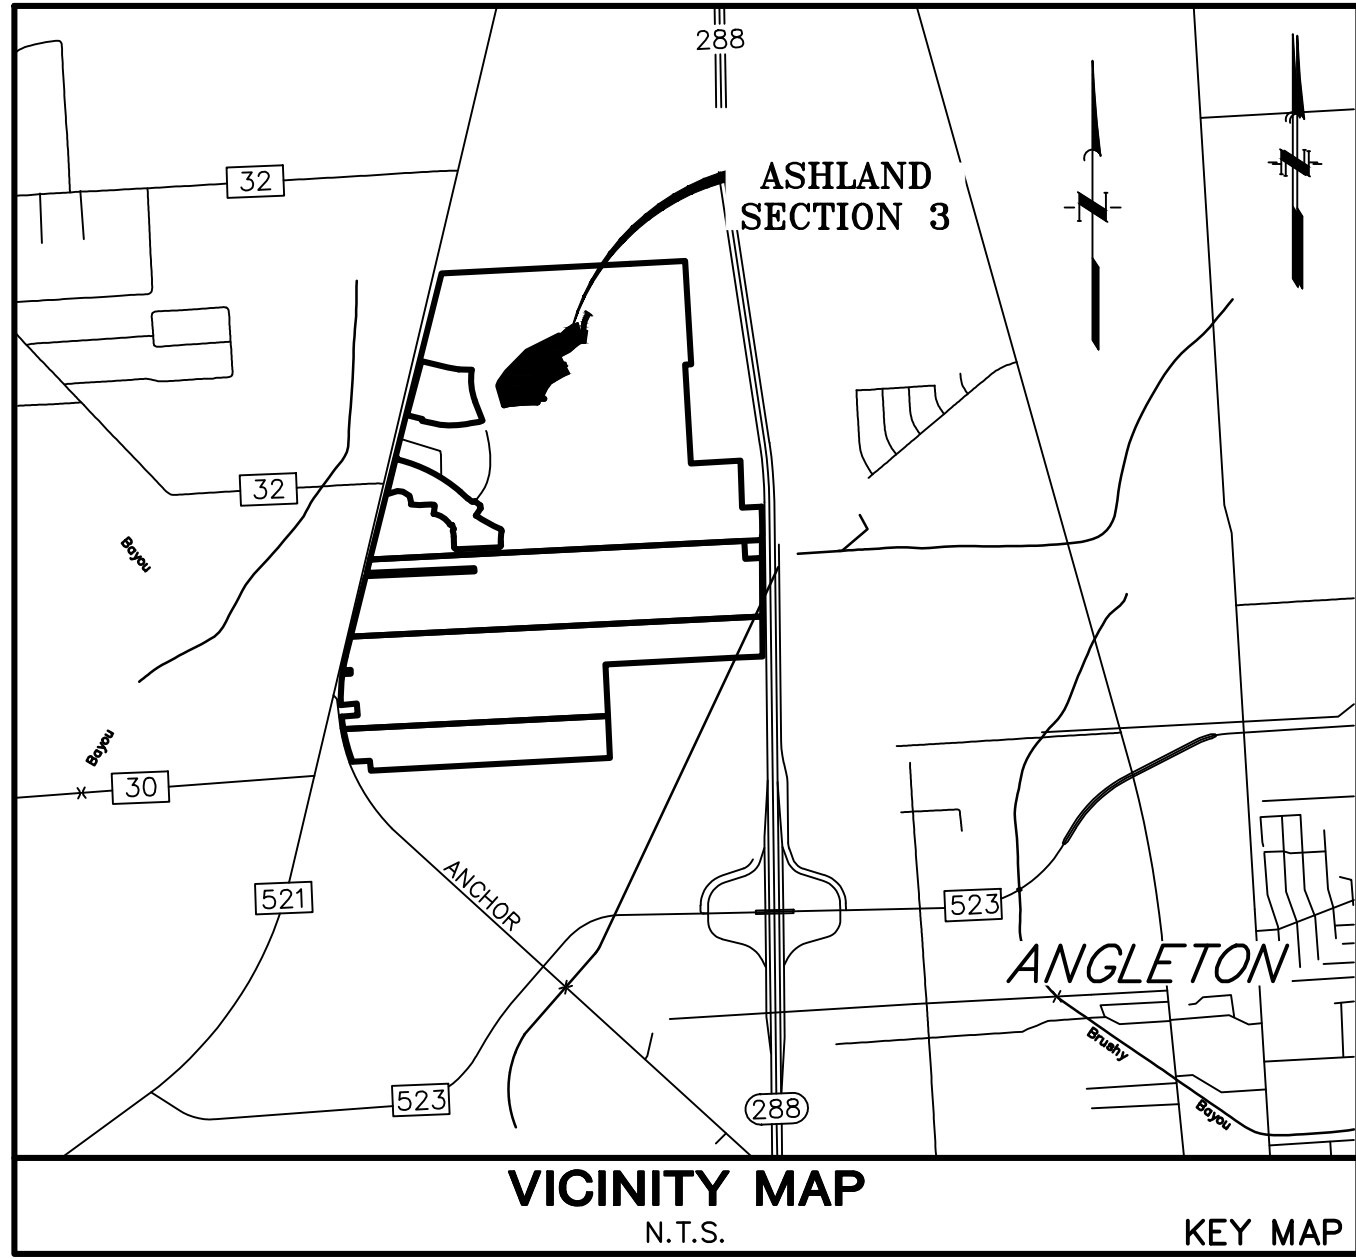 288
ASHLAND
SECTION 3
N
N
32
32
Bayou
Bayou
30
521
ANCHOR
523
ANGLETON
Brushy
Bayou
523
288
VICINITY MAP
N.T.S.
KEY MAP